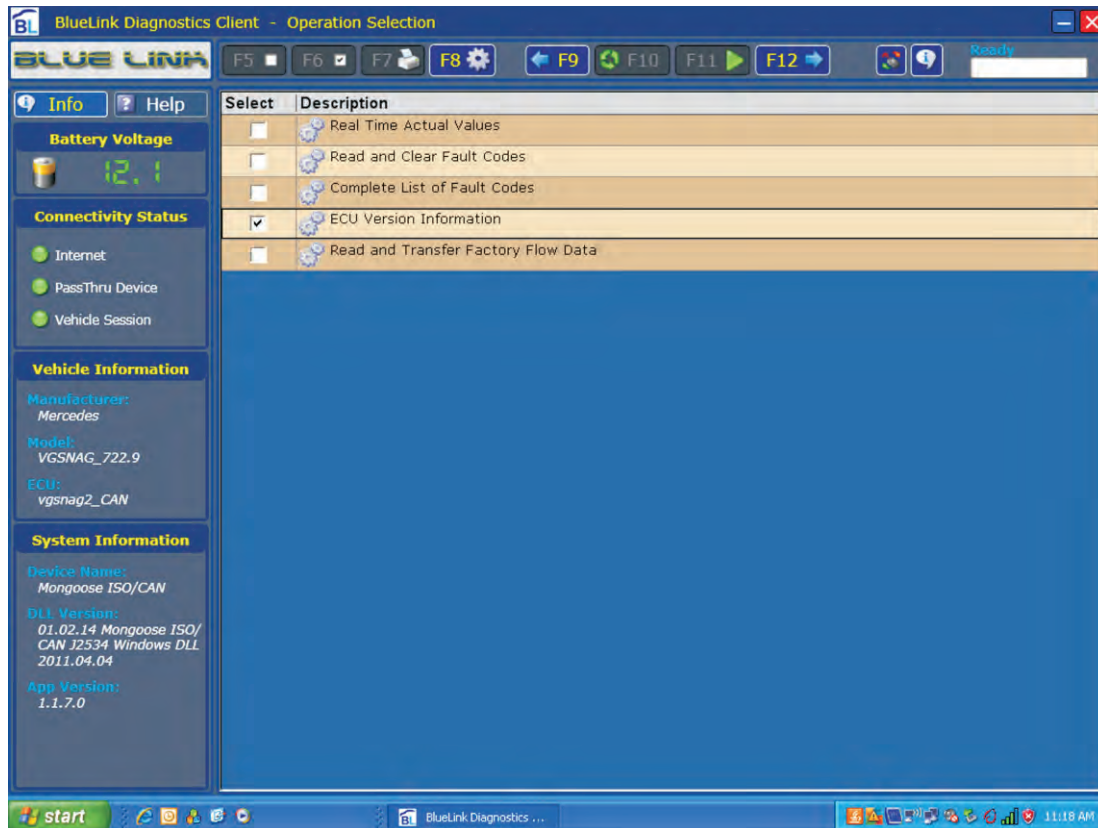 BL BlueLink Diagnostics Client - Operation Selection
BLUE LINK F5 F6 F7 F8 F9 F10 F11 F12 Ready
Info Help
Select Description
Battery Voltage
12.1
Real Time Actual Values
Read and Clear Fault Codes
Complete List of Fault Codes
ECU Version Information
Read and Transfer Factory Flow Data
Connectivity Status
Internet
PassThru Device
Vehicle Session
Vehicle Information
Manufacturer:
Mercedes
Model:
VGSNAG_722.9
ECU:
vgsnag2_CAN
System Information
Device Name:
Mongoose ISO/CAN
DLL Version:
01.02.14 Mongoose ISO/
CAN J2534 Windows DLL
2011.04.04
App Version:
1.1.7.0
start BL BlueLink Diagnostics ... 11:18 AM